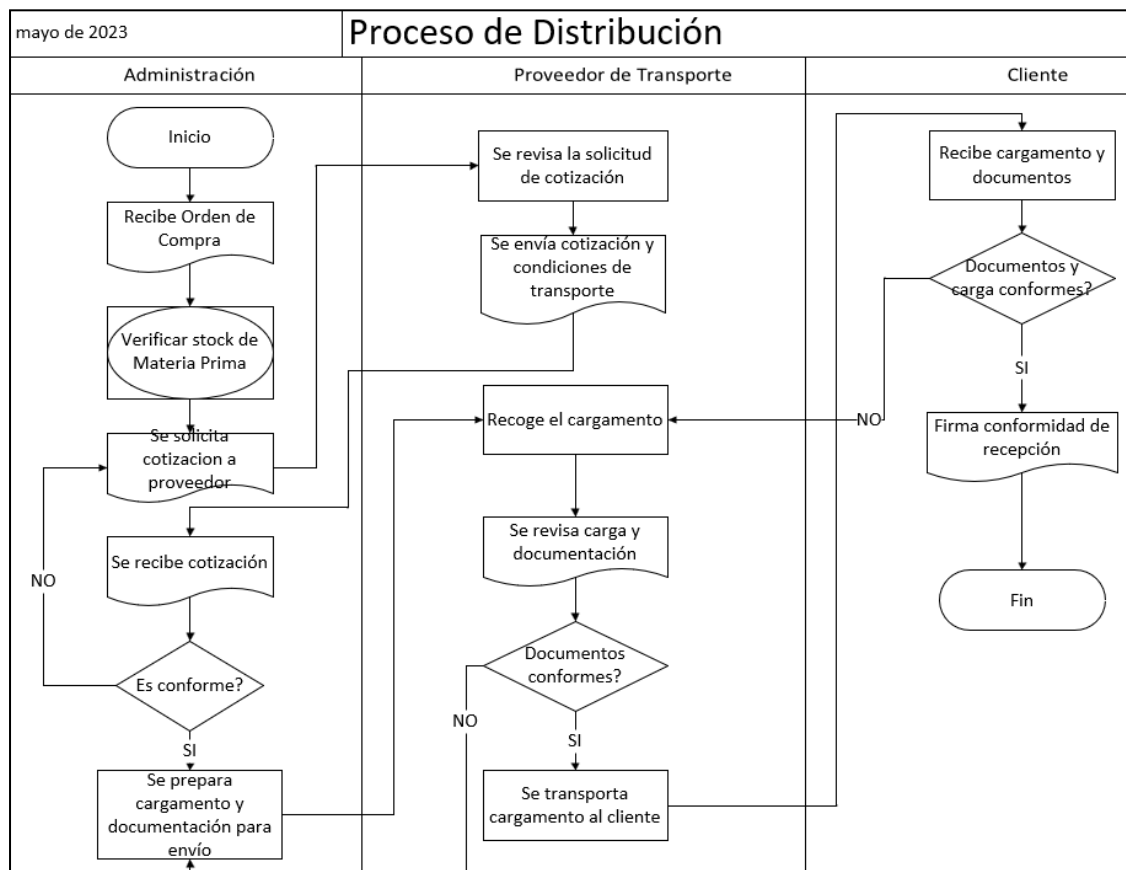 mayo de 2023
Proceso de Distribución
Administración
Proveedor de Transporte
Cliente
Inicio
Recibe Orden de
Compra
Verificar stock de
Materia Prima
Se solicita
cotizacion a
proveedor
Se recibe cotización
NO
Es conforme?
SI
Se prepara
cargamento y
documentación para
envío
Se revisa la solicitud
de cotización
Se envía cotización y
condiciones de
transporte
Recoge el cargamento
Se revisa carga y
documentación
Documentos
conformes?
NO
SI
Se transporta
cargamento al cliente
Recibe cargamento y
documentos
Documentos y
carga conformes?
NO
SI
Firma conformidad de
recepción
Fin